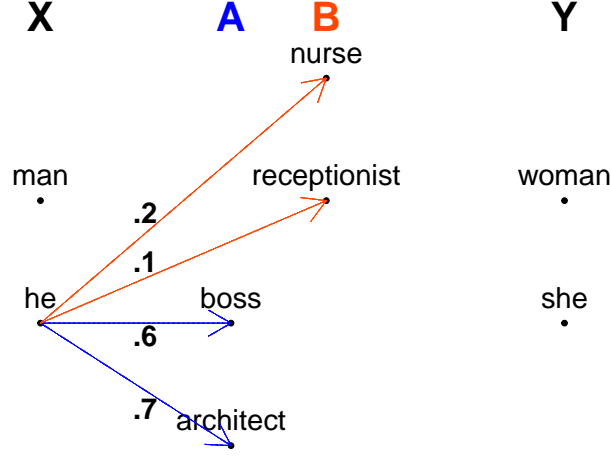 X A B Y
nurse
man receptionist woman
.2
.1
he boss she
.6
.7
architect